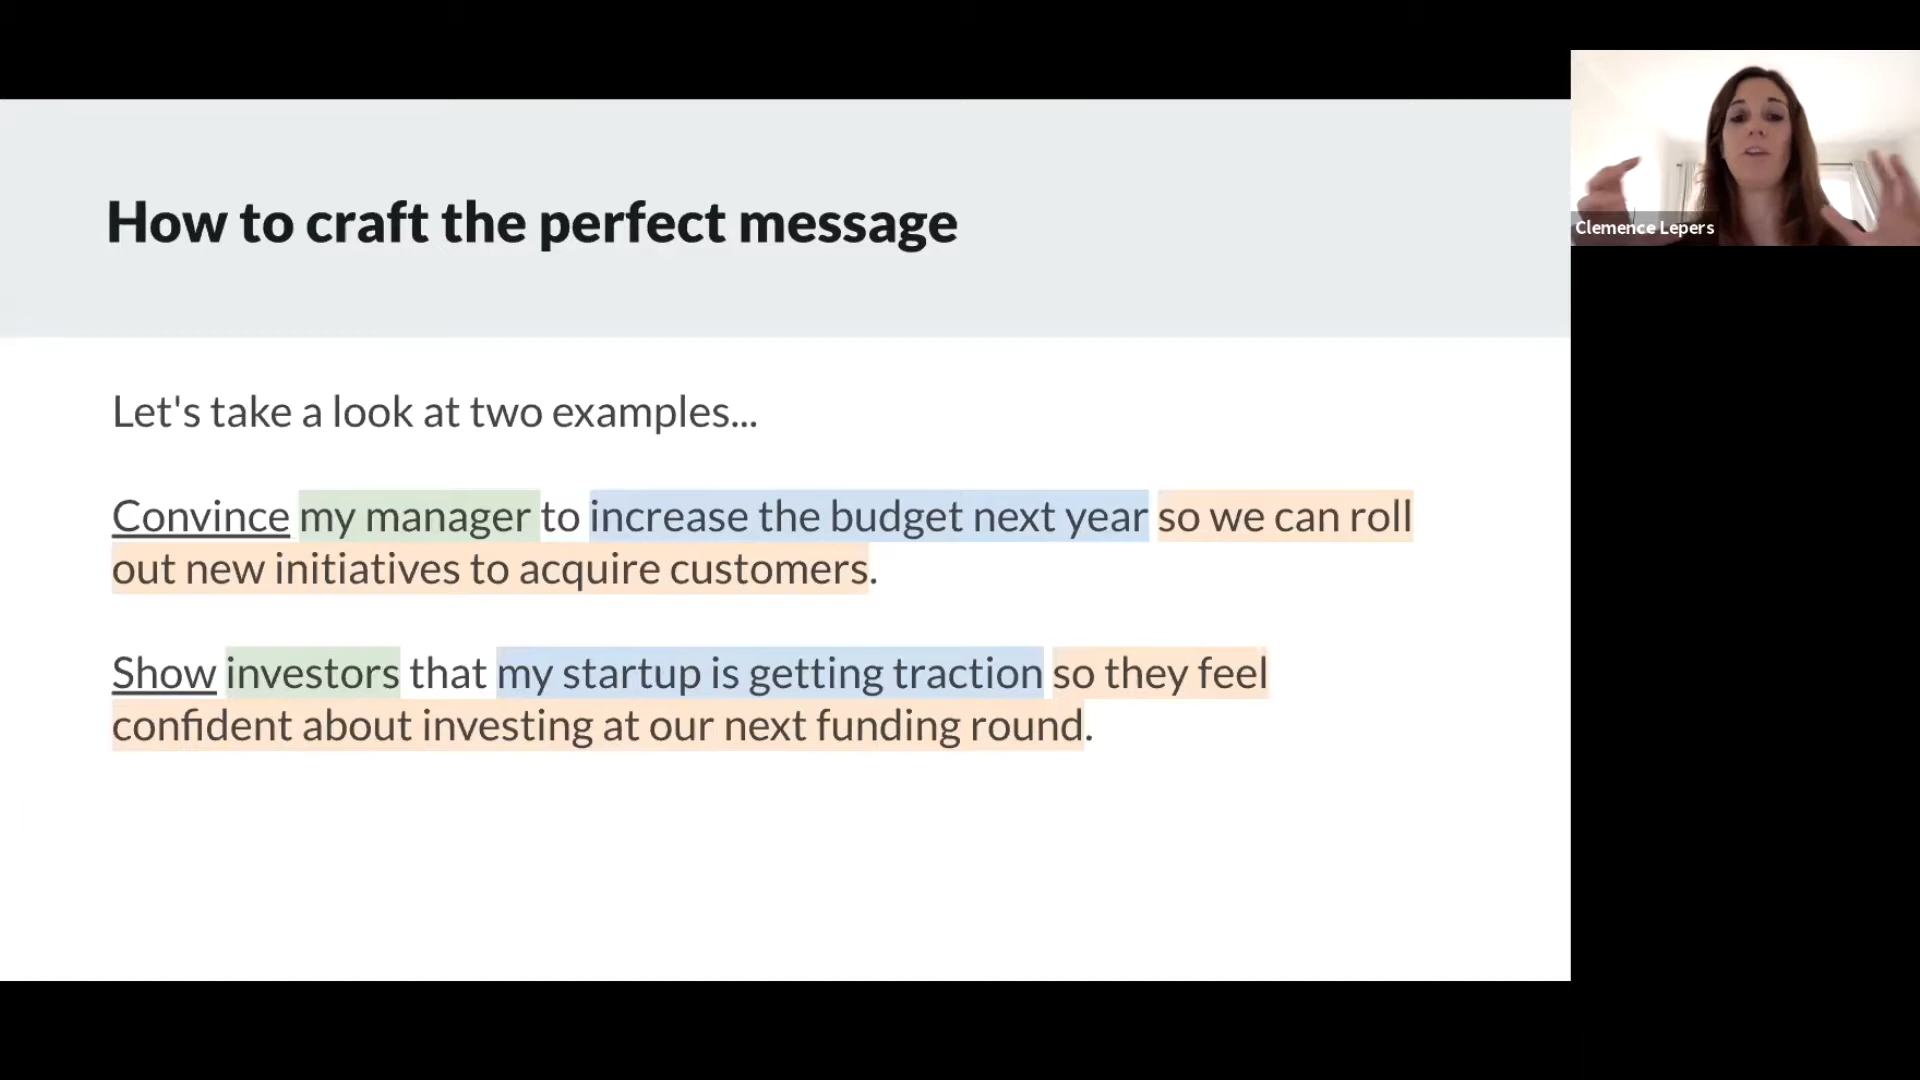 How to craft the perfect message
Clemence Lepers
Let's take a look at two examples...
Convince my manager to increase the budget next year so we can roll
out new initiatives to acquire customers.
Show investors that my startup is getting traction so they feel
confident about investing at our next funding round.